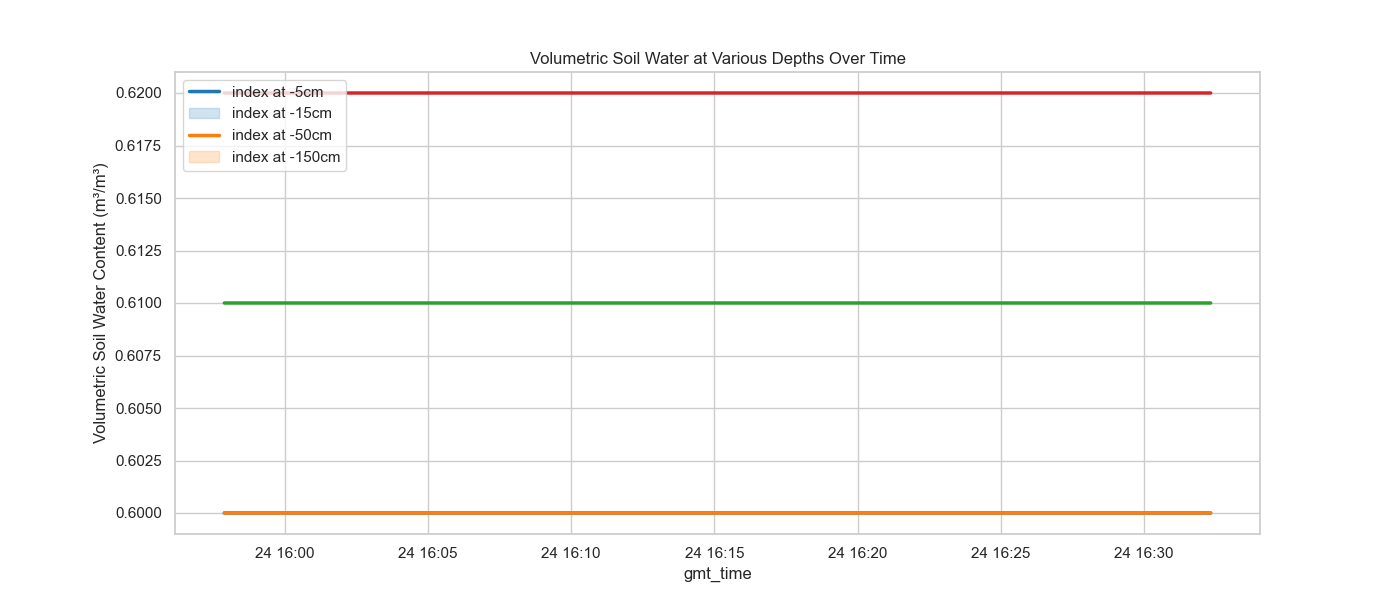 Volumetric Soil Water at Various Depths Over Time
index at -5cm
index at -15cm
index at -50cm
index at -150cm
Volumetric Soil Water Content (m³/m³)
0.6200
0.6175
0.6150
0.6125
0.6100
0.6075
0.6050
0.6025
0.6000
24 16:00
24 16:05
24 16:10
24 16:15
24 16:20
24 16:25
24 16:30
gmt_time